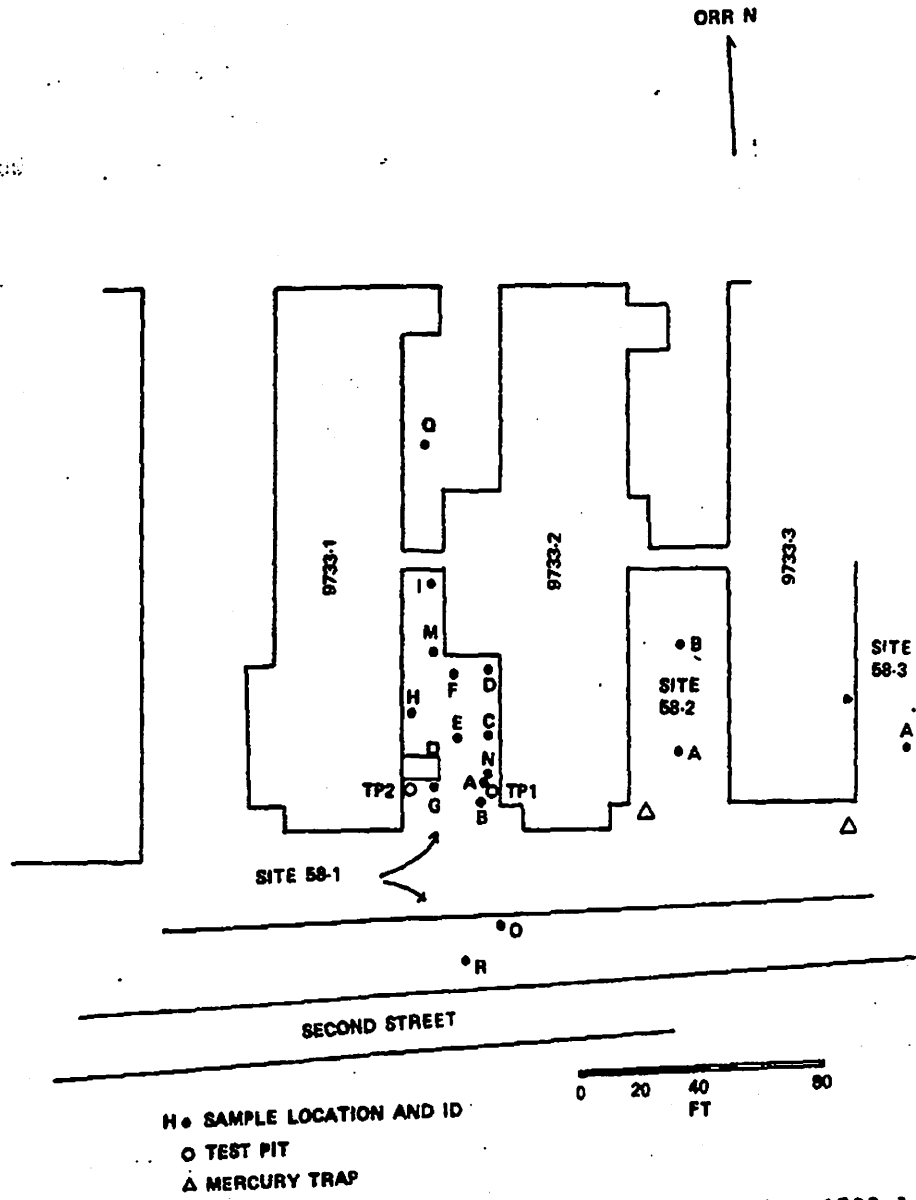 ORR N
Q
9733-1
9733-2
9733-3
I
M
B
SITE
58-3
F
D
SITE
58-2
H
E
C
A
D
N
A
A
TP2
G
TP1
B
SITE 58-1
O
R
SECOND STREET
0 20 40 80
FT
H SAMPLE LOCATION AND ID
TEST PIT
MERCURY TRAP